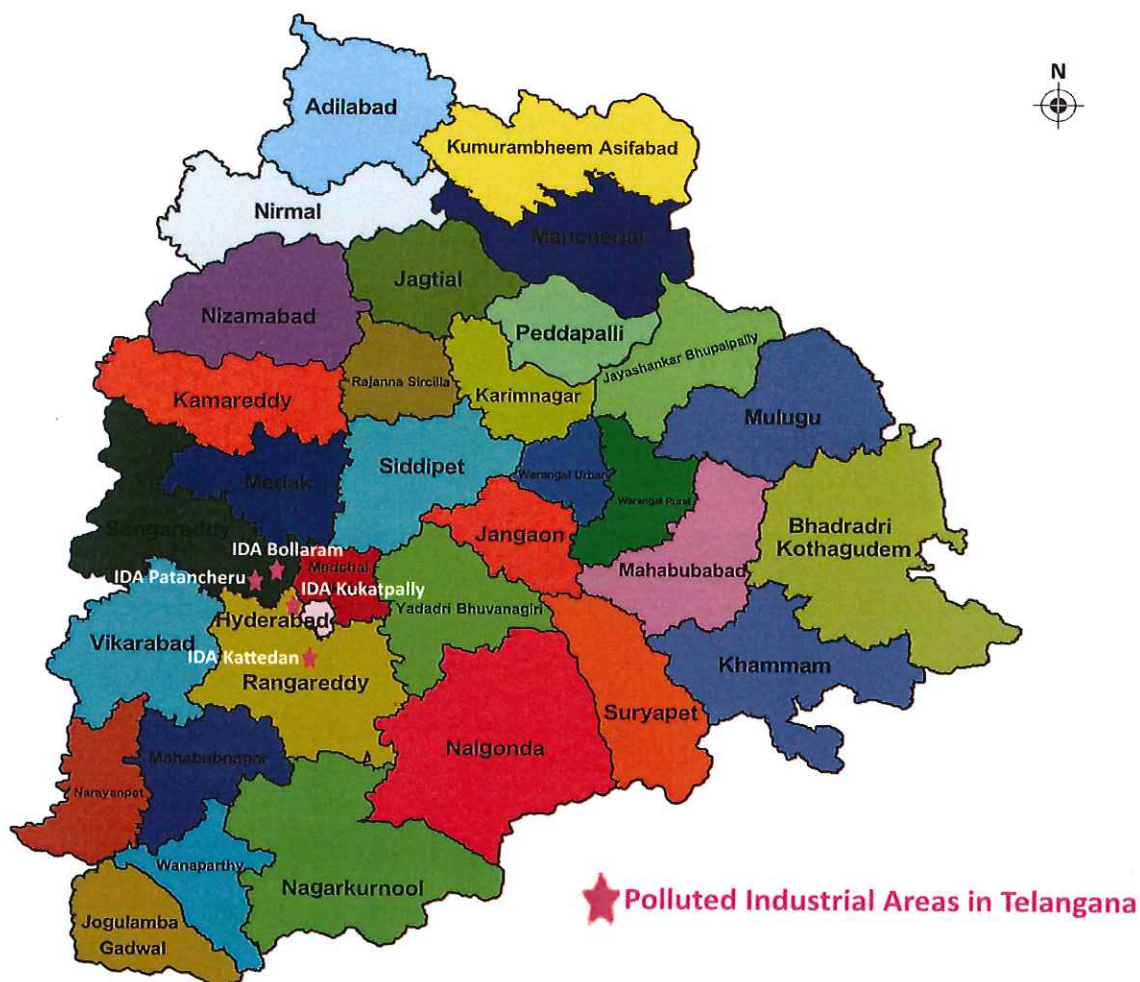 N
Adilabad
Kumurambheem Asifabad
Nirmal
Mancherial
Jagtial
Nizamabad
Peddapalli
Jayashankar Bhupalpally
Rajanna Sircilla
Karimnagar
Kamareddy
Mulugu
Siddipet
Medak
Warangal Urban
Warangal Rural
Sangareddy
Jangaon
Bhadradri
Kothagudem
IDA Bollaram
Medchal
Mahabubabad
IDA Patancheru
IDA Kukatpally
Yadadri Bhuvanagiri
Hyderabad
Vikarabad
IDA Kattedan
Khammam
Rangareddy
Suryapet
Nalgonda
Mahabubnagar
Narayanpet
Wanaparthy
Nagarkurnool
Polluted Industrial Areas in Telangana
Jogulamba
Gadwal